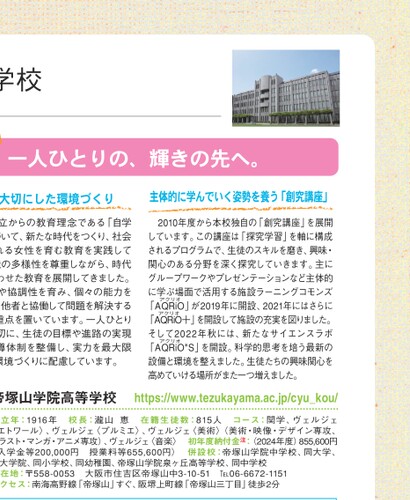 学校
一人ひとりの、輝きの先へ。
大切にした環境づくり
立からの教育理念である「自学
いて、新たな時代をつくり、社会
れる女性を育む教育を実践して
の多様性を尊重しながら、時代
わせた教育を展開してきました。
や協調性を育み、個々の能力を
他者と協働して問題を解決する
重点を置いています。一人ひとり
切に、生徒の目標や進路の実現
導体制を整備し、実力を最大限
環境づくりに配慮しています。
主体的に学んでいく姿勢を養う「創究講座」
2010年度から本校独自の「創究講座」を展開
しています。この講座は「探究学習」を軸に構成
されるプログラムで、生徒のスキルを磨き、興味・
関心のある分野を深く探究していきます。主に
グループワークやプレゼンテーションなど主体的
に学ぶ場面で活用する施設ラーニングコモンズ
アクリオ
「AQRiO」が2019年に開設、2021年にはさらに
アクリオ
「AQRiO+」を開設して施設の充実を図りました。
そして2022年秋には、新たなサイエンスラボ
アクリオ
「AQRiO*S」を開設。科学的思考を培う最新の
設備と環境を整えました。生徒たちの興味関心を
高めていける場所がまた一つ増えました。
帝塚山学院高等学校 https://www.tezukayama.ac.jp/cyu_kou/
立年：1916年 校長：瀧山 恵 在籍生徒数：815人 コース：関学、ヴェルジェ
エトワール）、ヴェルジェ（プルミエ）、ヴェルジェ（美術）〈美術・映像・デザイン専攻、
ラスト・マンガ・アニメ専攻〉、ヴェルジェ（音楽） 初年度納付金注：（2024年度）855,600円
入学金等200,000円 授業料等655,600円） 併設校：帝塚山学院中学校、同大学、
大学院、同小学校、同幼稚園、帝塚山学院泉ヶ丘高等学校、同中学校
在地：〒558-0053 大阪市住吉区帝塚山中3-10-51 TEL06-6672-1151
クセス：南海高野線「帝塚山」すぐ、阪堺上町線「帝塚山三丁目」徒歩2分